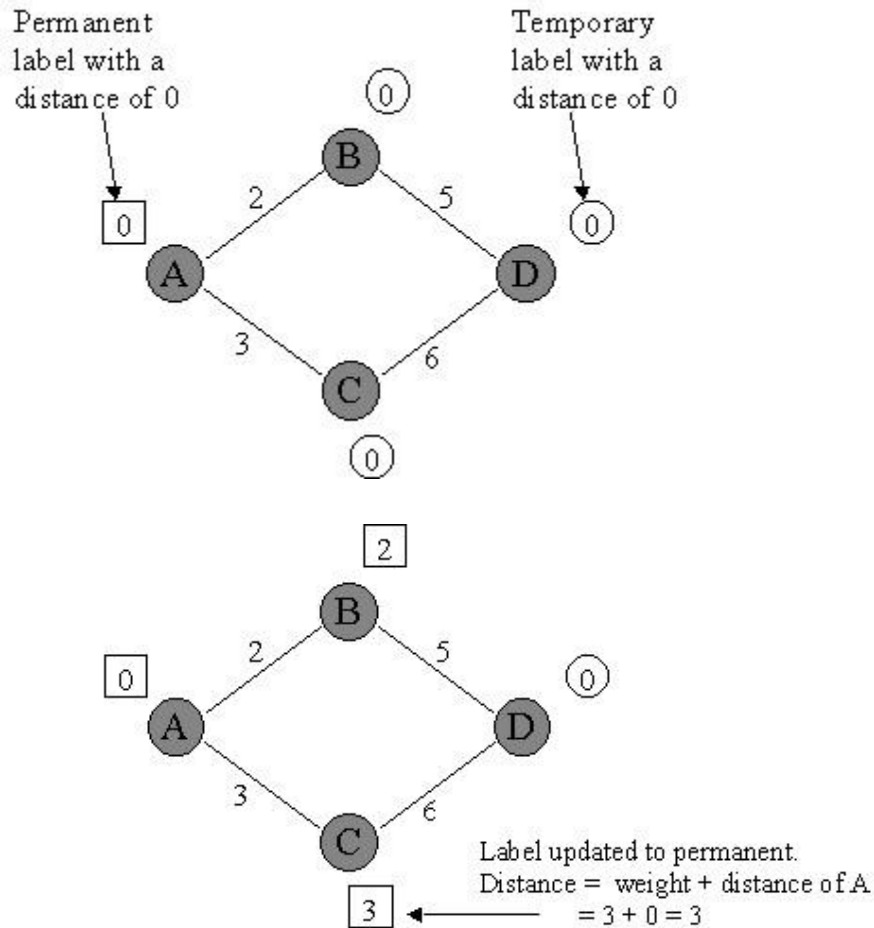 Permanent
label with a
distance of 0
Temporary
label with a
distance of 0
0
B
2
5
0
0
A
D
3
6
C
0
2
B
2
5
0
0
A
D
3
6
C
Label updated to permanent.
Distance = weight + distance of A
= 3 + 0 = 3
3